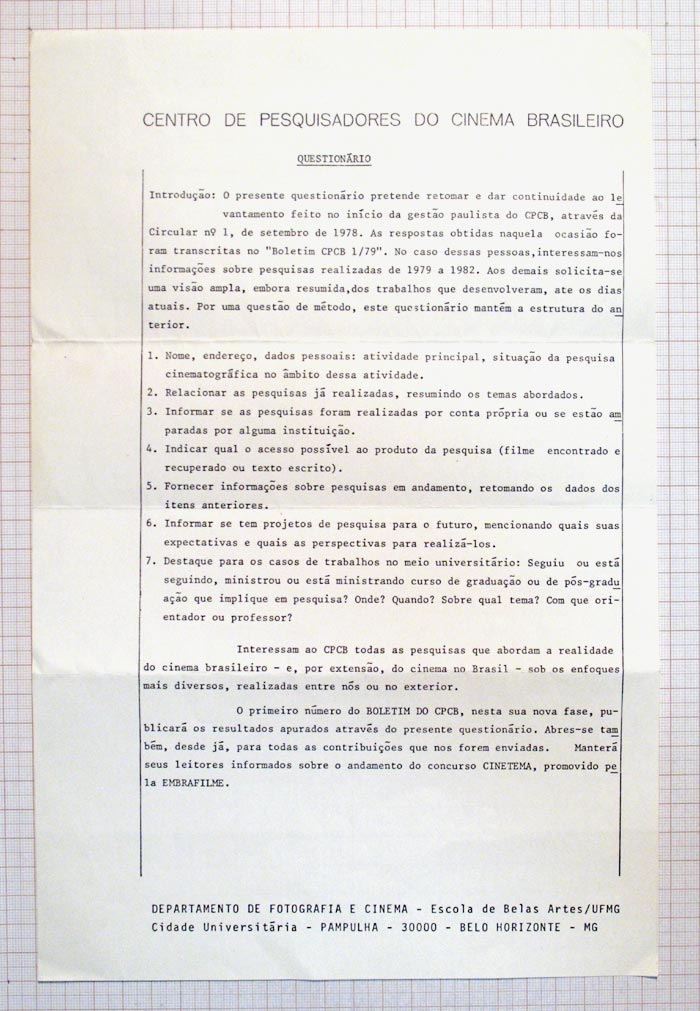 CENTRO DE PESQUISADORES DO CINEMA BRASILEIRO
QUESTIONÃRIO
Introdução: O presente questionário pretende retomar e dar continuidade ao le
vantamento feito no início da gestão paulista do CPCB, através da
Circular nº 1, de setembro de 1978. As respostas obtidas naquela ocasião fo-
ram transcritas no "Boletim CPCB 1/79". No caso dessas pessoas,interessam-nos
informações sobre pesquisas realizadas de 1979 a 1982. Aos demais solicita-se
uma visão ampla, embora resumida,dos trabalhos que desenvolveram, ate os dias
atuais. Por uma questão de método, este questionário mantém a estrutura do an
terior.
1. Nome, endereço, dados pessoais: atividade principal, situação da pesquisa
cinematográfica no âmbito dessa atividade.
2. Relacionar as pesquisas já realizadas, resumindo os temas abordados.
3. Informar se as pesquisas foram realizadas por conta própria ou se estão am
paradas por alguma instituição.
4. Indicar qual o acesso possível ao produto da pesquisa (filme encontrado e
recuperado ou texto escrito).
5. Fornecer informações sobre pesquisas em andamento, retomando os dados dos
itens anteriores.
6. Informar se tem projetos de pesquisa para o futuro, mencionando quais suas
expectativas e quais as perspectivas para realizá-los.
7. Destaque para os casos de trabalhos no meio universitário: Seguiu ou está
seguindo, ministrou ou está ministrando curso de graduação ou de pós-gradu
ação que implique em pesquisa? Onde? Quando? Sobre qual tema? Com que ori-
entador ou professor?
Interessam ao CPCB todas as pesquisas que abordam a realidade
do cinema brasileiro - e, por extensão, do cinema no Brasil - sob os enfoques
mais diversos, realizadas entre nós ou no exterior.
O primeiro número do BOLETIM DO CPCB, nesta sua nova fase, pu-
blicará os resultados apurados através do presente questionário. Abres-se tam
bém, desde já, para todas as contribuições que nos forem enviadas. Manterá
seus leitores informados sobre o andamento do concurso CINETEMA, promovido pe
la EMBRAFILME.
DEPARTAMENTO DE FOTOGRAFIA E CINEMA - Escola de Belas Artes/UFMG
Cidade Universitária - PAMPULHA - 30000 - BELO HORIZONTE - MG